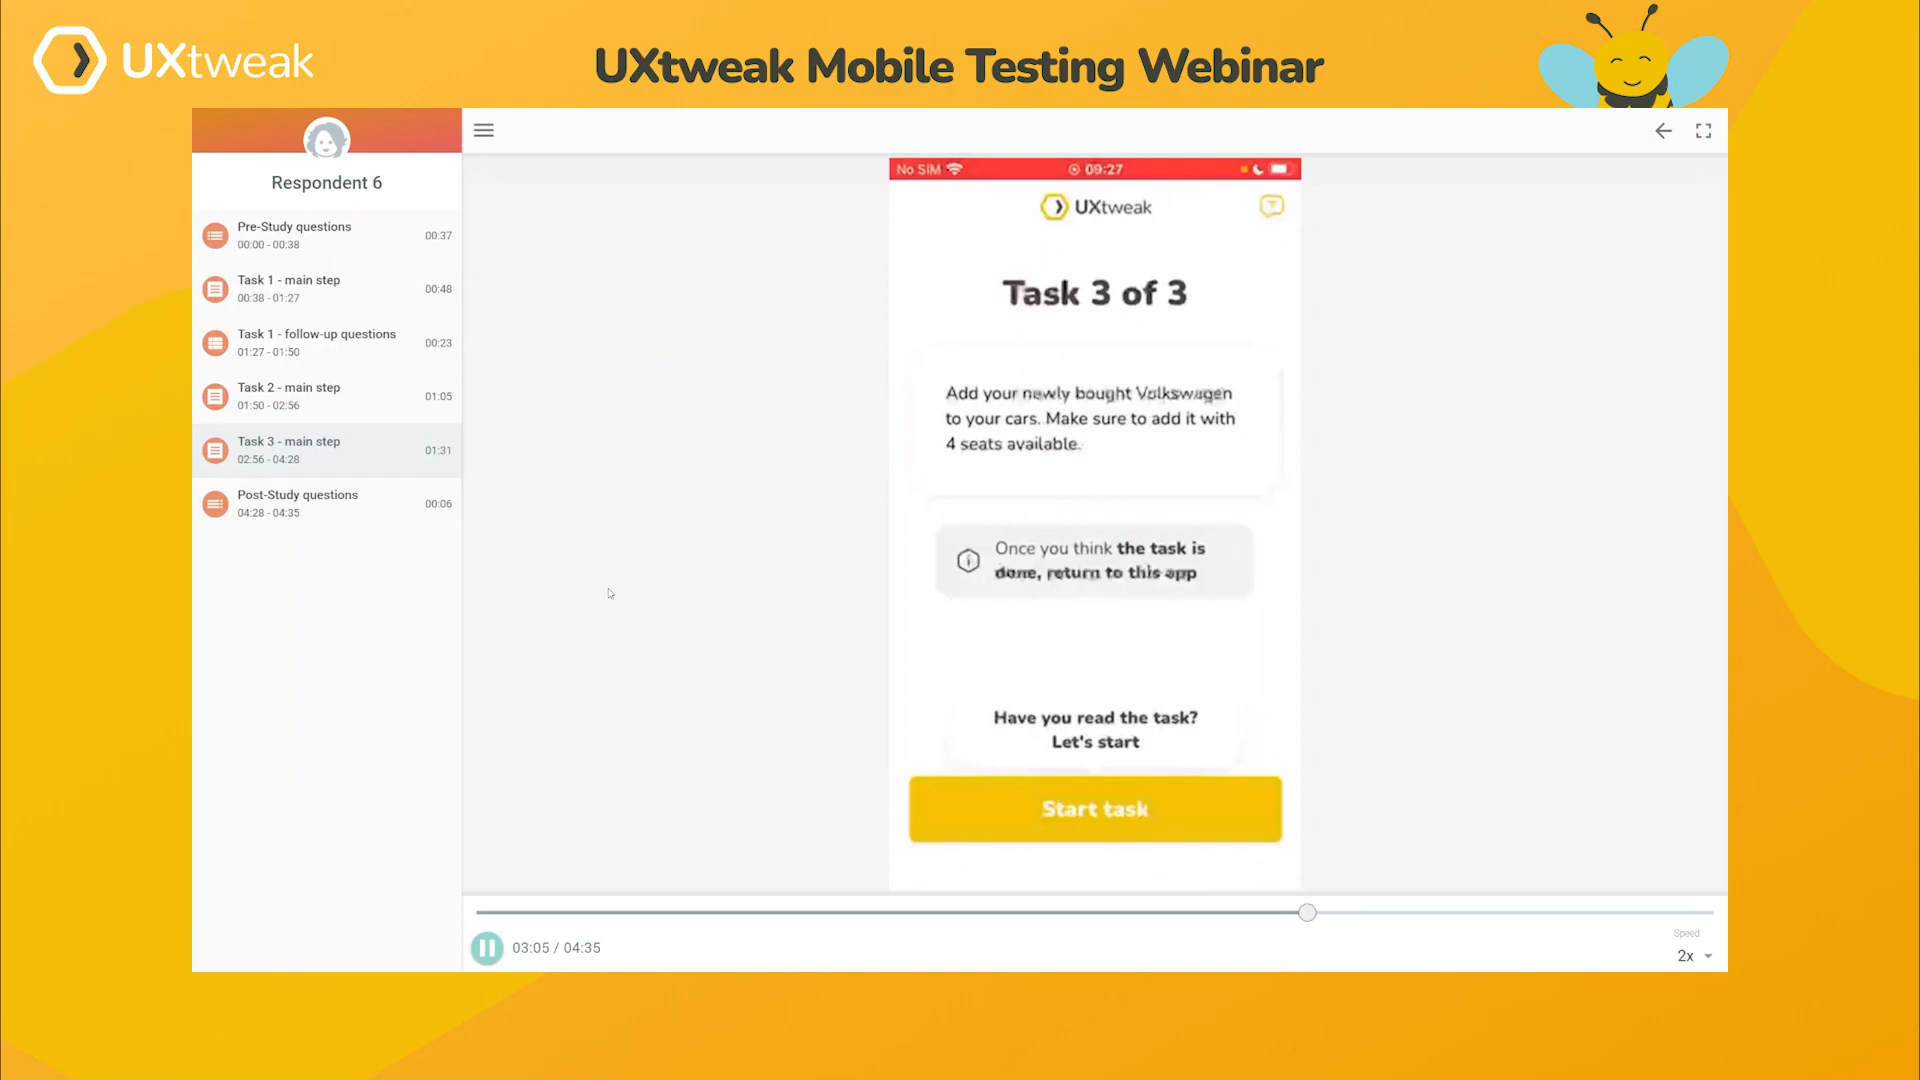 UXtweak
UXtweak Mobile Testing Webinar
Respondent 6
Pre-Study questions
00:00 - 00:38
00:37
Task 1 - main step
00:38 - 01:27
00:48
Task 1 - follow-up questions
01:27 - 01:50
00:23
Task 2 - main step
01:50 - 02:56
01:05
Task 3 - main step
02:56 - 04:28
01:31
Post-Study questions
04:28 - 04:35
00:06
No SIM
09:27
UXtweak
Task 3 of 3
Add your newly bought Volkswagen
to your cars. Make sure to add it with
4 seats available.
Once you think the task is
done, return to this app
Have you read the task?
Let's start
Start task
03:05 / 04:35
Speed
2x